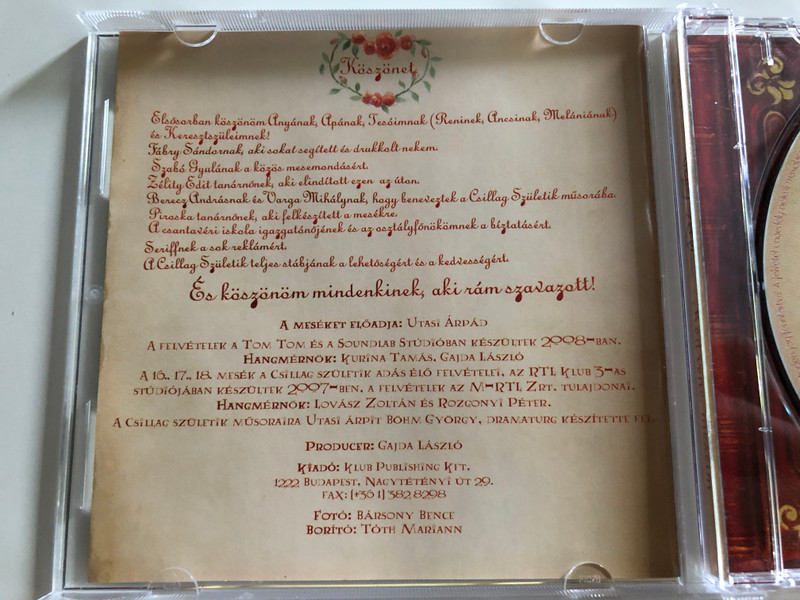 Köszönet
Elsősorban köszönöm Anyának, Apának, Tesóimnak (Reninek, Ancsinak, Melániának)
és Keresztszüleimnek!
Fábry Sándornak, aki sokat segített és drukkolt nekem.
Szabó Gyulának a közös mesemondásért.
Zélity Edit tanárnőnek, aki elindított ezen az úton.
Berecz Andrásnak és Varga Mihálynak, hogy beneveztek a Csillag Születik műsorába.
Piroska tanárnőnek, aki felkészített a mesékre.
A csantavéri iskola igazgatónőjének és az osztályfőnökömnek a bíztatásért.
Seriffnek a sok reklámért.
A Csillag Születik teljes stábjának a lehetőségért és a kedvességért.
És köszönöm mindenkinek, aki rám szavazott!
A meséket előadja: Utasi Árpád
A felvételek a Tom Tom és a Soundlab Stúdióban készültek 2008-ban.
Hangmérnök: Kurina Tamás, Gajda László
A 16., 17., 18. mesék a Csillag születik adás élő felvételei, az RTL Klub 3-as
stúdiójában készültek 2007-ben. a felvételek az M-RTL Zrt. tulajdonai.
Hangmérnök: Lovász Zoltán és Rozgonyi Péter.
A Csillag születik műsoraira Utasi Árpit Böhm György, dramaturg készítette fel.
Producer: Gajda László
Kiadó: Klub Publishing Kft.
1222 Budapest, Nagytétényi út 29.
fax: (+36 1) 382 8298
Fotó: Bársony Bence
Borító: Tóth Mariann